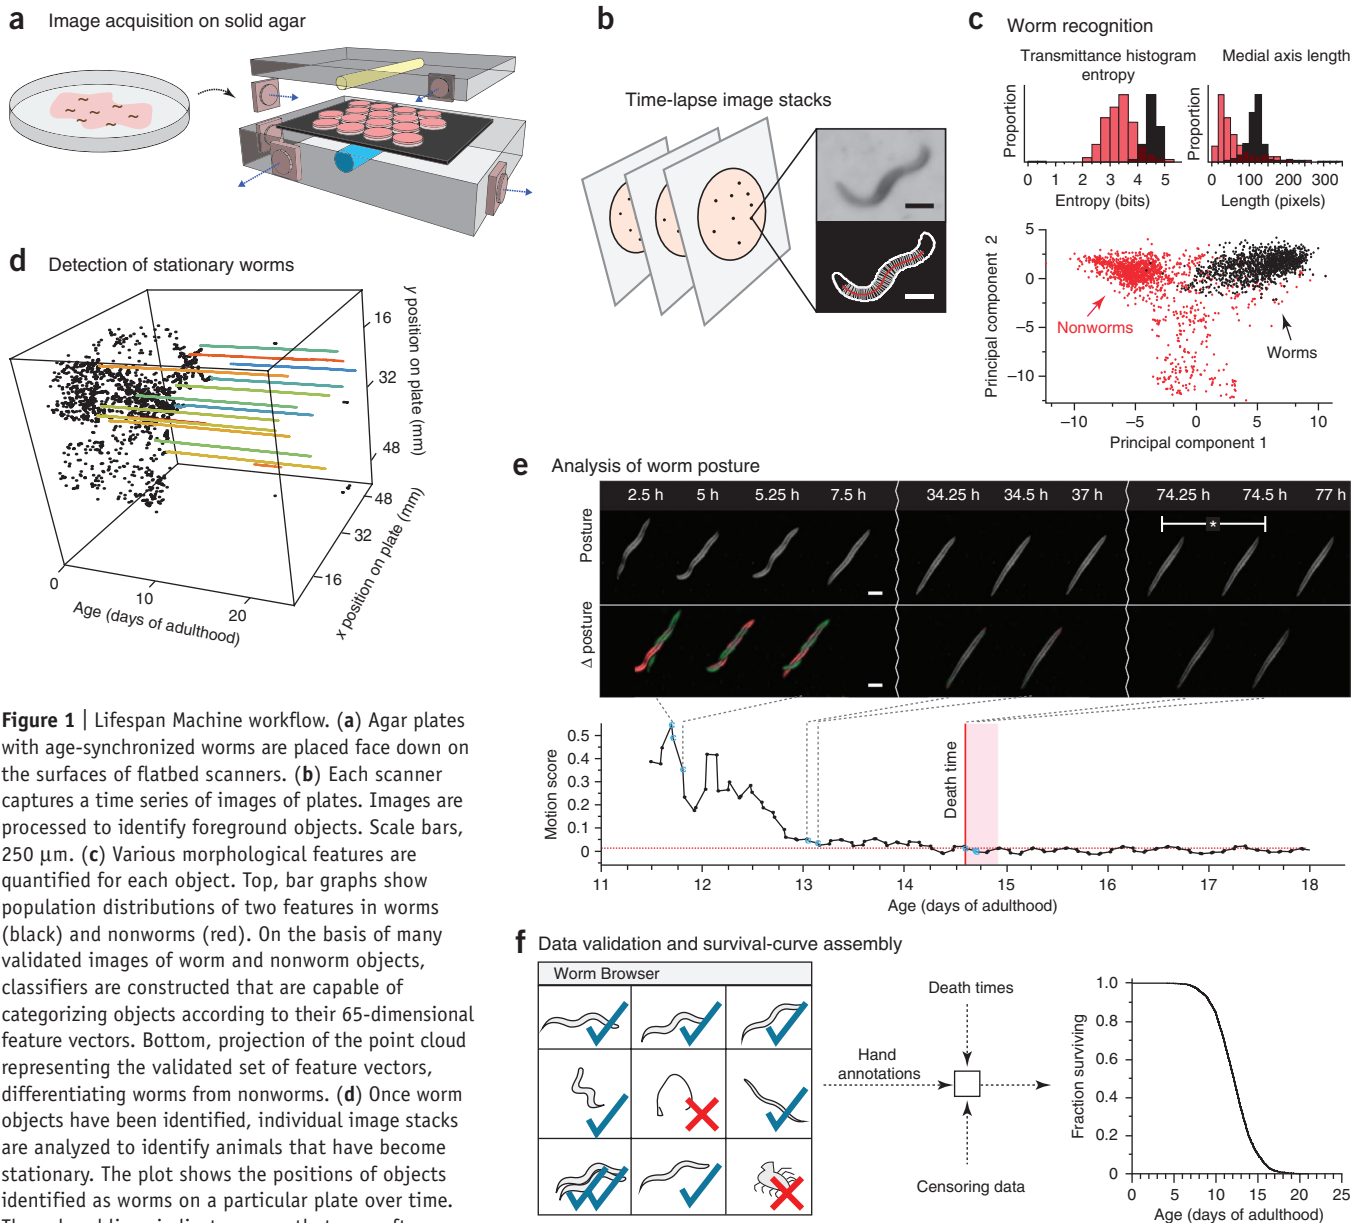 a Image acquisition on solid agar
b
Time-lapse image stacks
c Worm recognition
Transmittance histogram entropy
Medial axis length
Proportion
0 1 2 3 4 5
Entropy (bits)
Proportion
0 100 200 300
Length (pixels)
Principal component 2
5
0
−5
−10
Nonworms
Worms
−10 −5 0 5 10
Principal component 1
d Detection of stationary worms
y position on plate (mm)
16
32
48
x position on plate (mm)
48
32
16
0
10
20
Age (days of adulthood)
e Analysis of worm posture
2.5 h 5 h 5.25 h 7.5 h 34.25 h 34.5 h 37 h 74.25 h 74.5 h 77 h
Posture
*
Δ posture
Motion score
0.5
0.4
0.3
0.2
0.1
0
Death time
11 12 13 14 15 16 17 18
Age (days of adulthood)
f Data validation and survival-curve assembly
Worm Browser
Hand
annotations
Death times
Censoring data
Fraction surviving
1.0
0.8
0.6
0.4
0.2
0
0 5 10 15 20 25
Age (days of adulthood)
Figure 1 | Lifespan Machine workflow. (a) Agar plates
with age-synchronized worms are placed face down on
the surfaces of flatbed scanners. (b) Each scanner
captures a time series of images of plates. Images are
processed to identify foreground objects. Scale bars,
250 μm. (c) Various morphological features are
quantified for each object. Top, bar graphs show
population distributions of two features in worms
(black) and nonworms (red). On the basis of many
validated images of worm and nonworm objects,
classifiers are constructed that are capable of
categorizing objects according to their 65-dimensional
feature vectors. Bottom, projection of the point cloud
representing the validated set of feature vectors,
differentiating worms from nonworms. (d) Once worm
objects have been identified, individual image stacks
are analyzed to identify animals that have become
stationary. The plot shows the positions of objects
identified as worms on a particular plate over time.